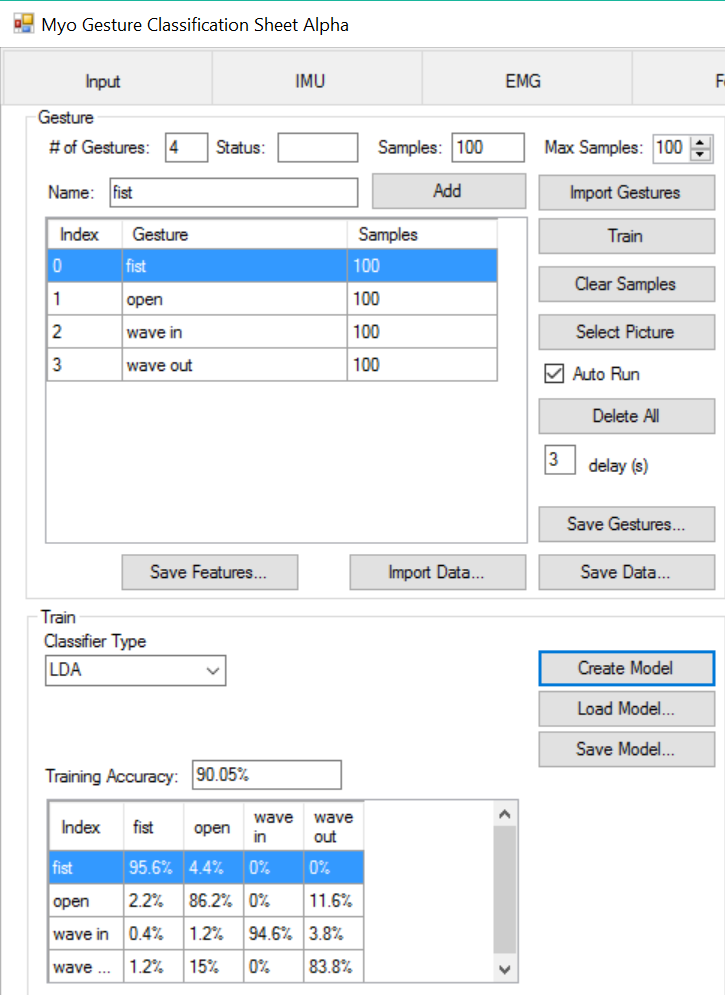 Myo Gesture Classification Sheet Alpha
Input IMU EMG
Gesture
# of Gestures: 4 Status: Samples: 100 Max Samples: 100
Name: fist Add Import Gestures
Index Gesture Samples Train
0 fist 100
1 open 100 Clear Samples
2 wave in 100 Select Picture
3 wave out 100 Auto Run
Delete All
3 delay (s)
Save Gestures...
Save Features... Import Data... Save Data...
Train
Classifier Type
LDA Create Model
Load Model...
Save Model...
Training Accuracy: 90.05%
Index fist open wave in wave out
fist 95.6% 4.4% 0% 0%
open 2.2% 86.2% 0% 11.6%
wave in 0.4% 1.2% 94.6% 3.8%
wave ... 1.2% 15% 0% 83.8%